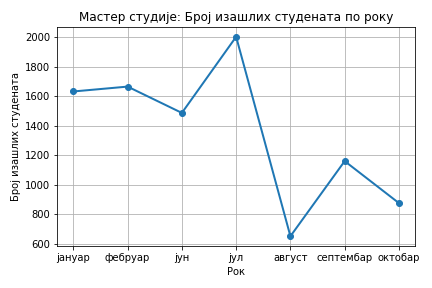 Мастер студије: Број изашлих студената по року
Број изашлих студената
2000
1800
1600
1400
1200
1000
800
600
јануар фебруар јун јул август септембар октобар
Рок